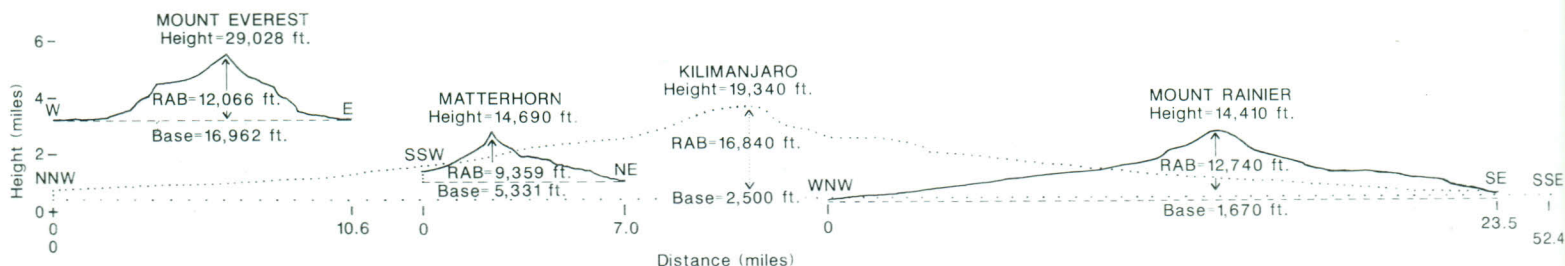 MOUNT EVEREST
Height=29,028 ft.
RAB=12,066 ft.
Base=16,962 ft.
W
E
MATTERHORN
Height=14,690 ft.
RAB=9,359 ft.
Base=5,331 ft.
SSW
NE
KILIMANJARO
Height=19,340 ft.
RAB=16,840 ft.
Base=2,500 ft.
NNW
SSE
MOUNT RAINIER
Height=14,410 ft.
RAB=12,740 ft.
Base=1,670 ft.
WNW
SE
Height (miles)
6
4
2
0
0
10.6
0
7.0
0
23.5
0
52.4
Distance (miles)